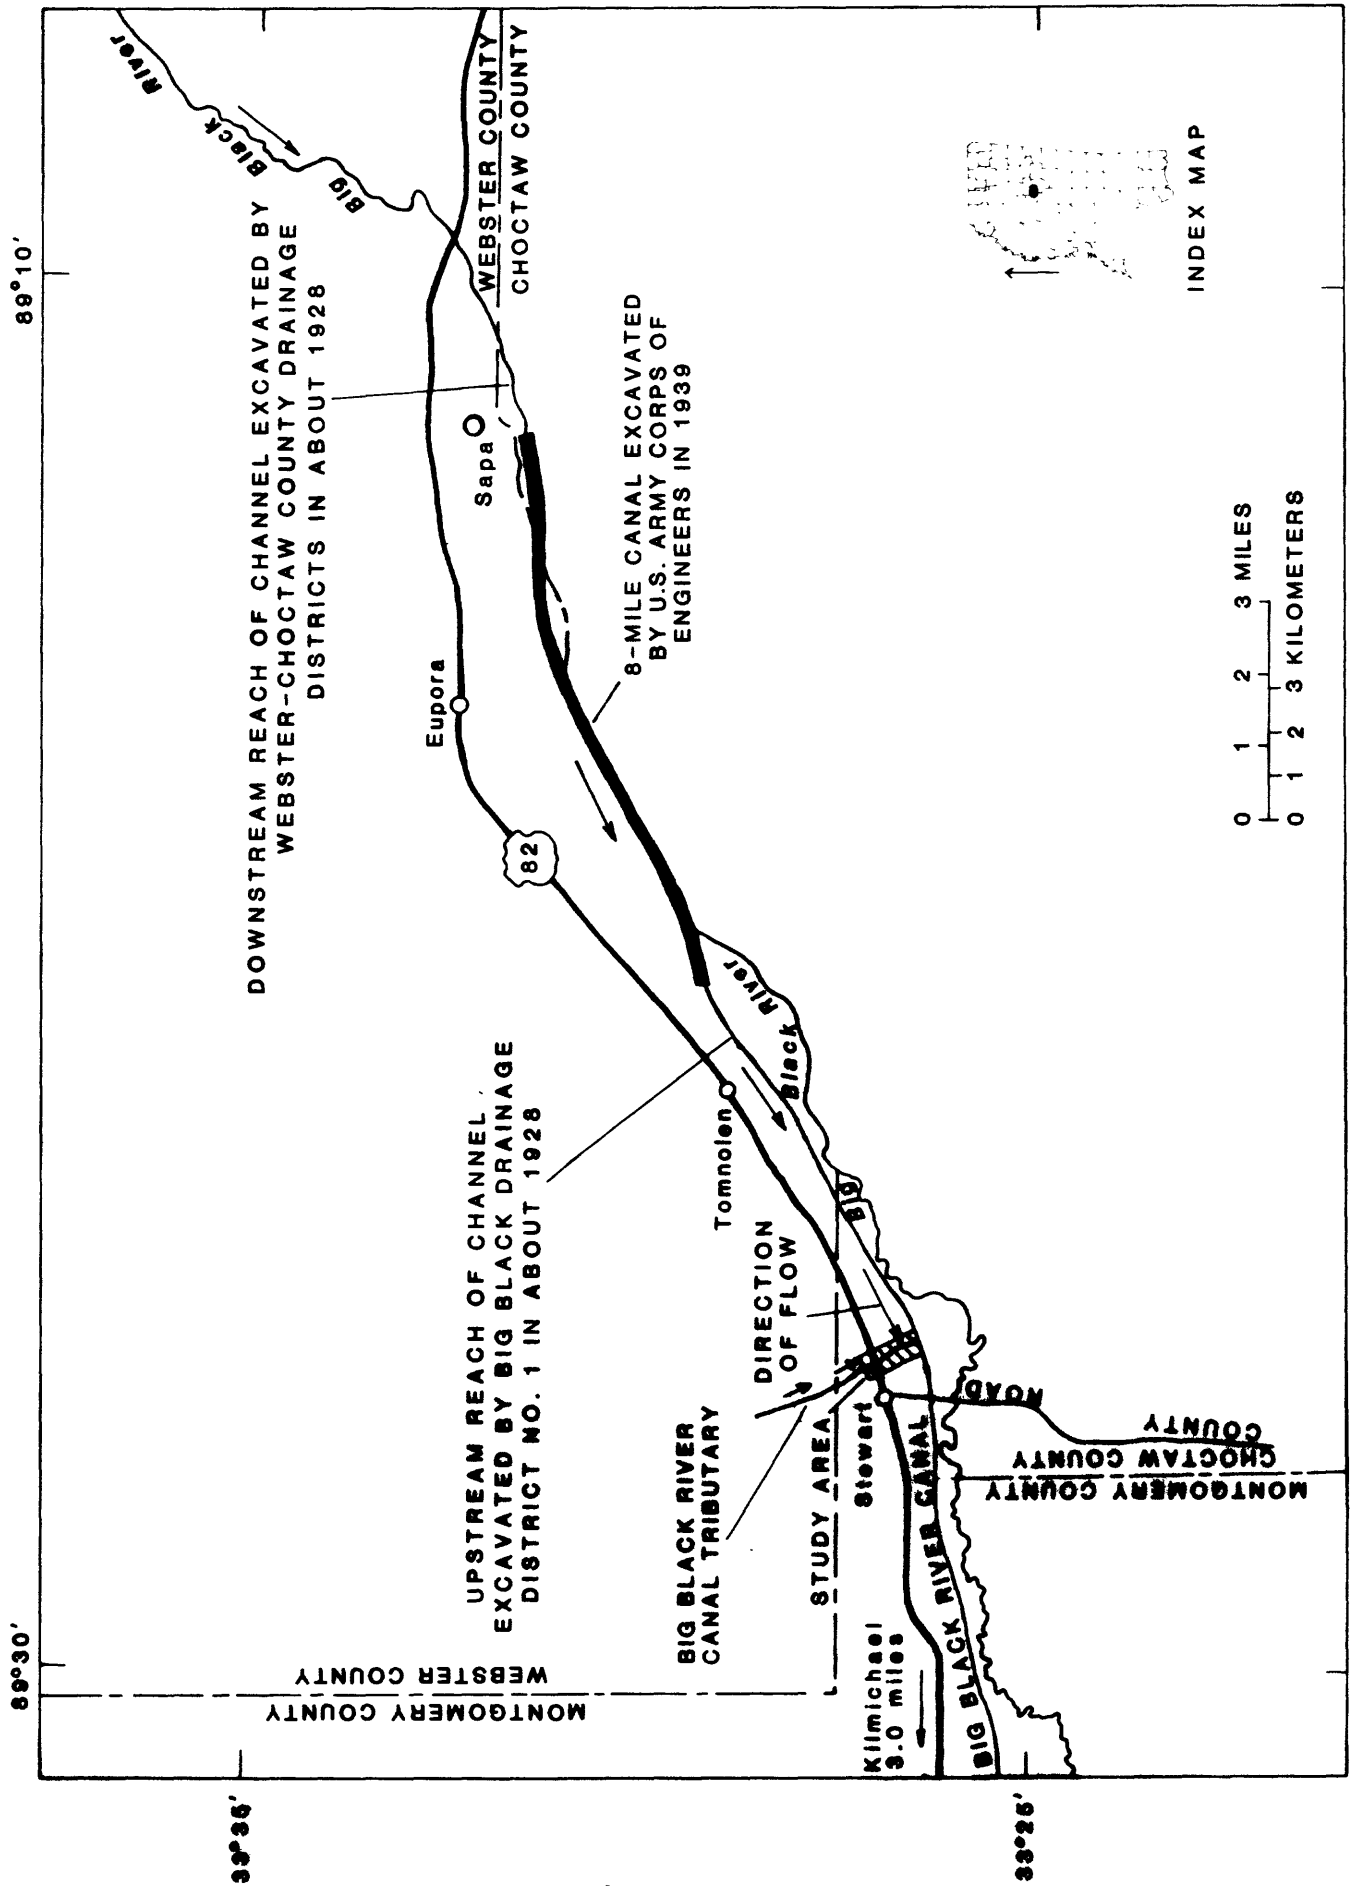 89°30'
89°10'
33°35'
33°25'
MONTGOMERY COUNTY
WEBSTER COUNTY
DOWNSTREAM REACH OF CHANNEL EXCAVATED BY
WEBSTER-CHOCTAW COUNTY DRAINAGE
DISTRICTS IN ABOUT 1928
Big Black River
UPSTREAM REACH OF CHANNEL
EXCAVATED BY BIG BLACK DRAINAGE
DISTRICT NO. 1 IN ABOUT 1928
Eupora
Sapa
82
WEBSTER COUNTY
CHOCTAW COUNTY
8-MILE CANAL EXCAVATED
BY U.S. ARMY CORPS OF
ENGINEERS IN 1939
BIG BLACK RIVER
CANAL TRIBUTARY
Tomnolen
DIRECTION
OF FLOW
STUDY AREA
Big Black River
Stewart
Kilmichael
3.0 miles
BIG BLACK RIVER CANAL
COUNTY
ROAD
MONTGOMERY COUNTY
CHOCTAW COUNTY
INDEX MAP
0 1 2 3 MILES
0 1 2 3 KILOMETERS